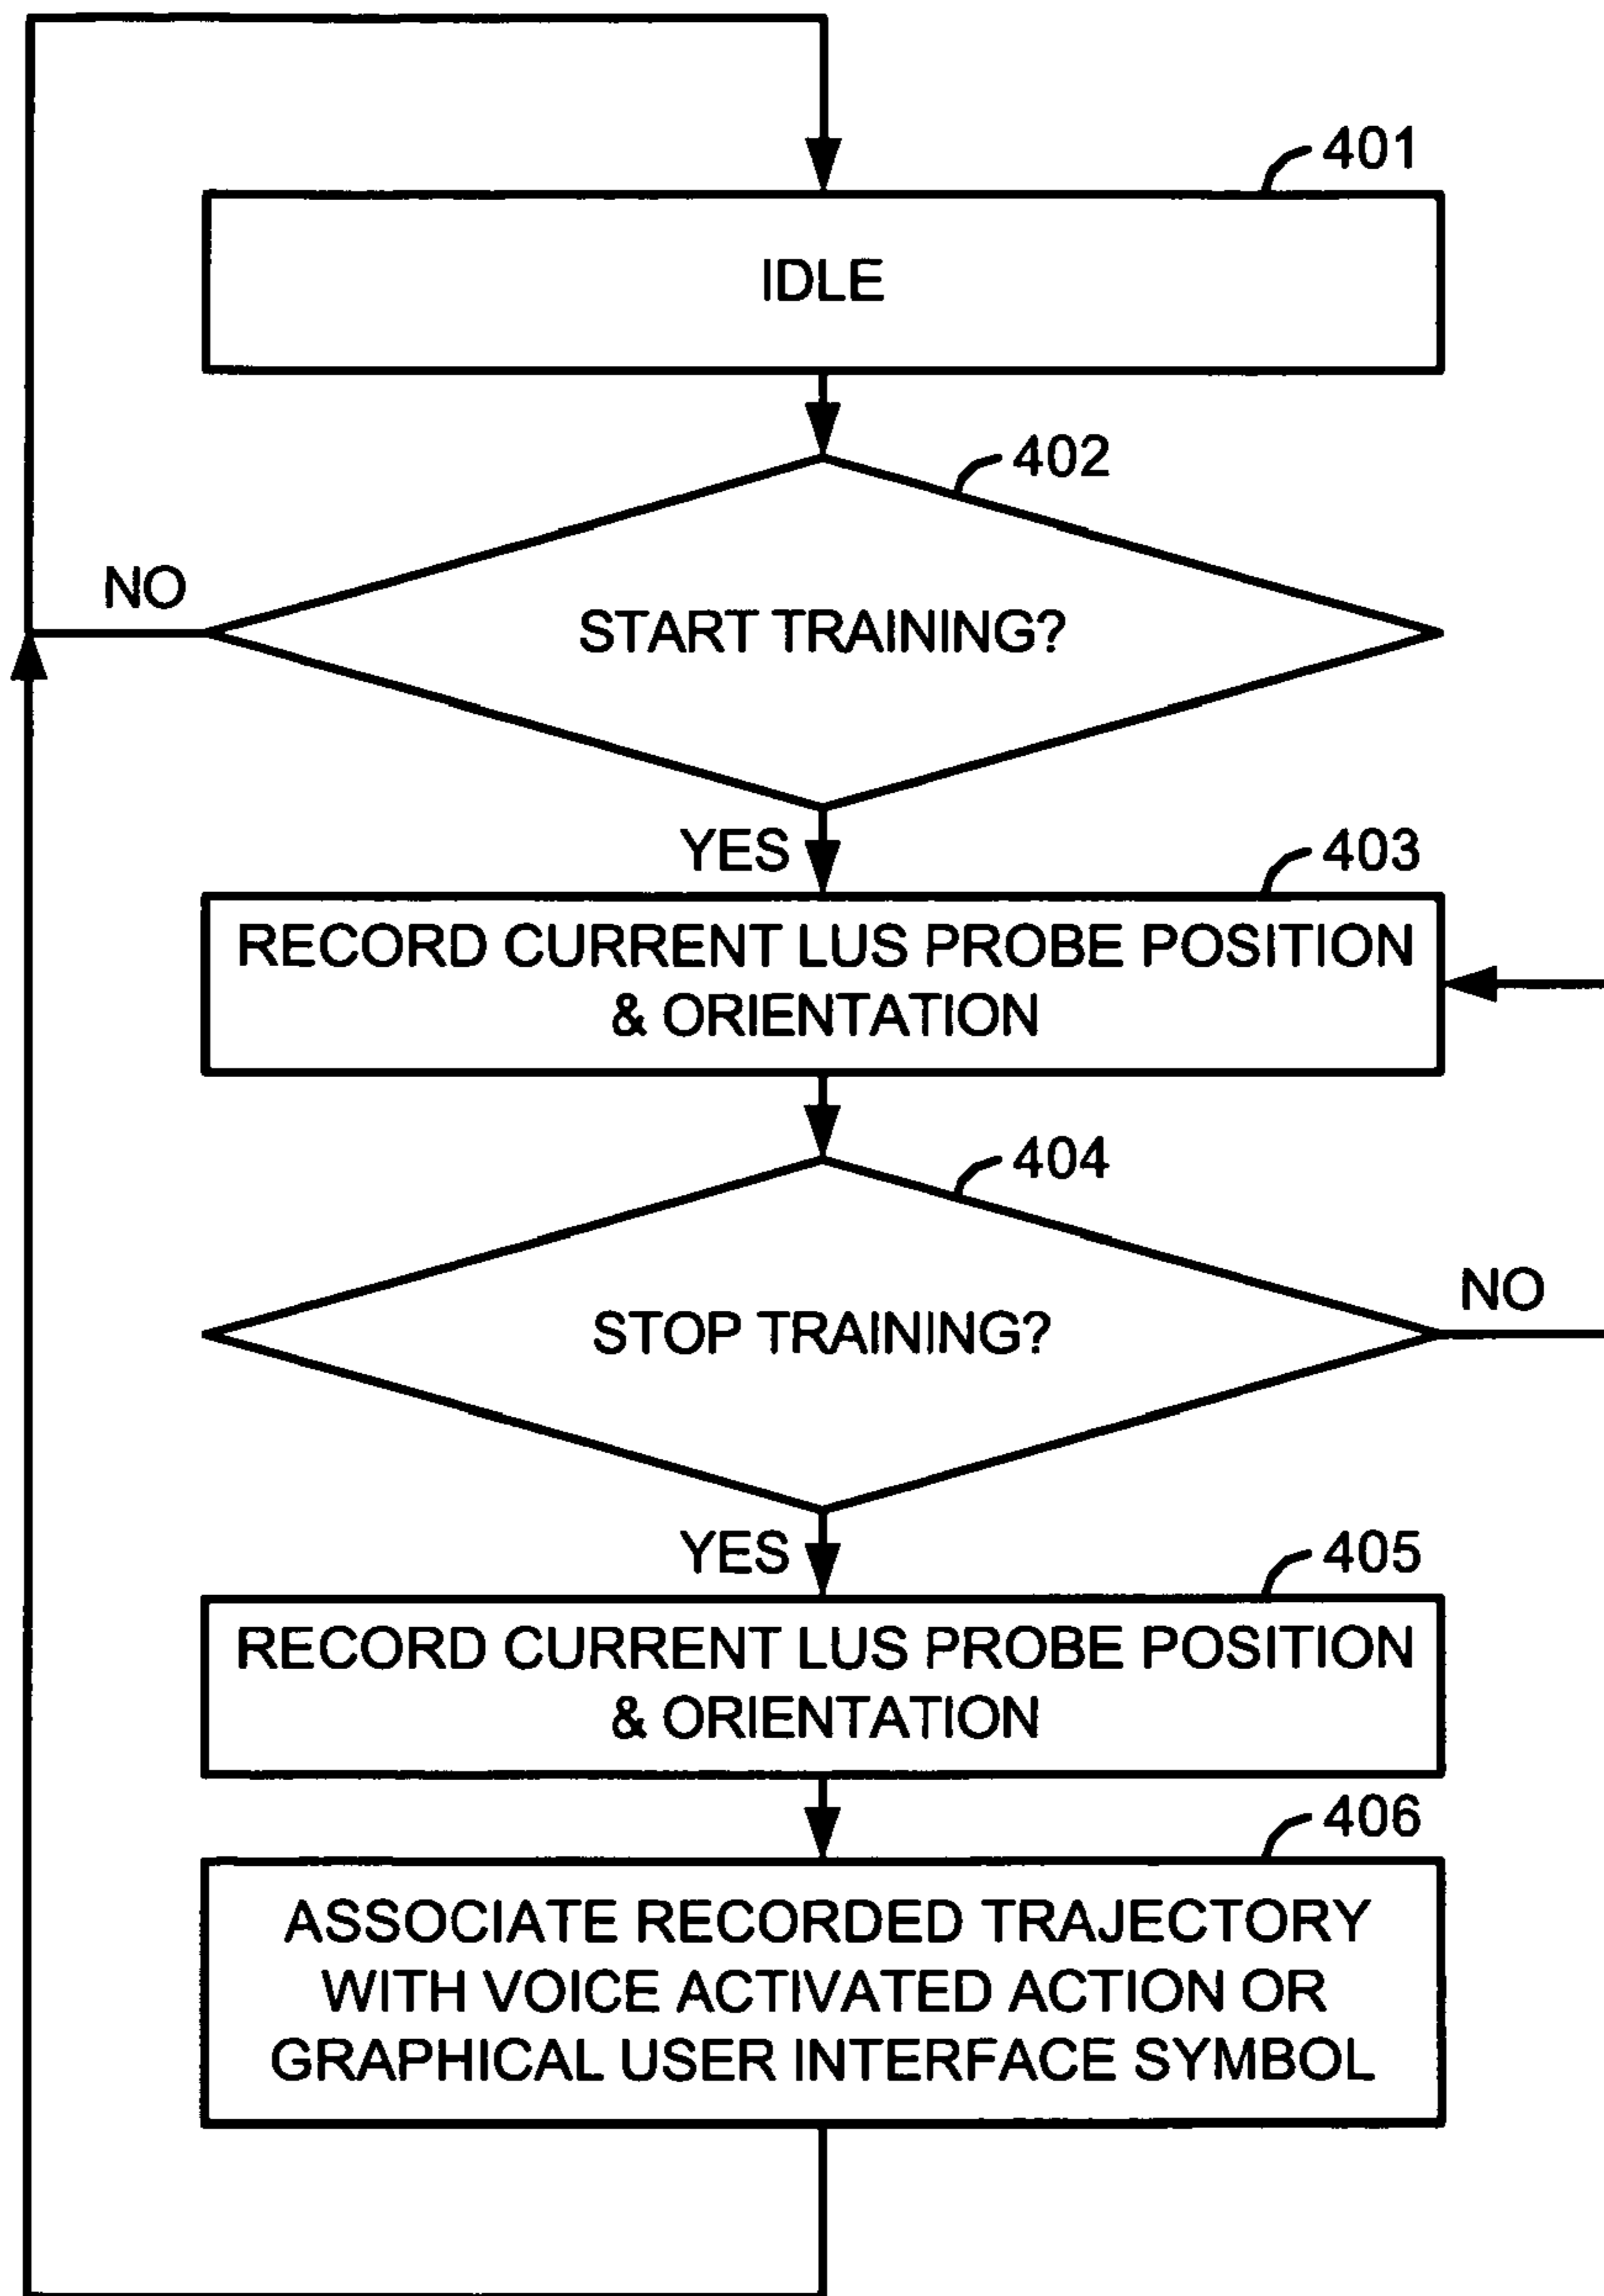 401
IDLE
402
NO
START TRAINING?
YES
403
RECORD CURRENT LUS PROBE POSITION
& ORIENTATION
404
NO
STOP TRAINING?
YES
405
RECORD CURRENT LUS PROBE POSITION
& ORIENTATION
406
ASSOCIATE RECORDED TRAJECTORY
WITH VOICE ACTIVATED ACTION OR
GRAPHICAL USER INTERFACE SYMBOL